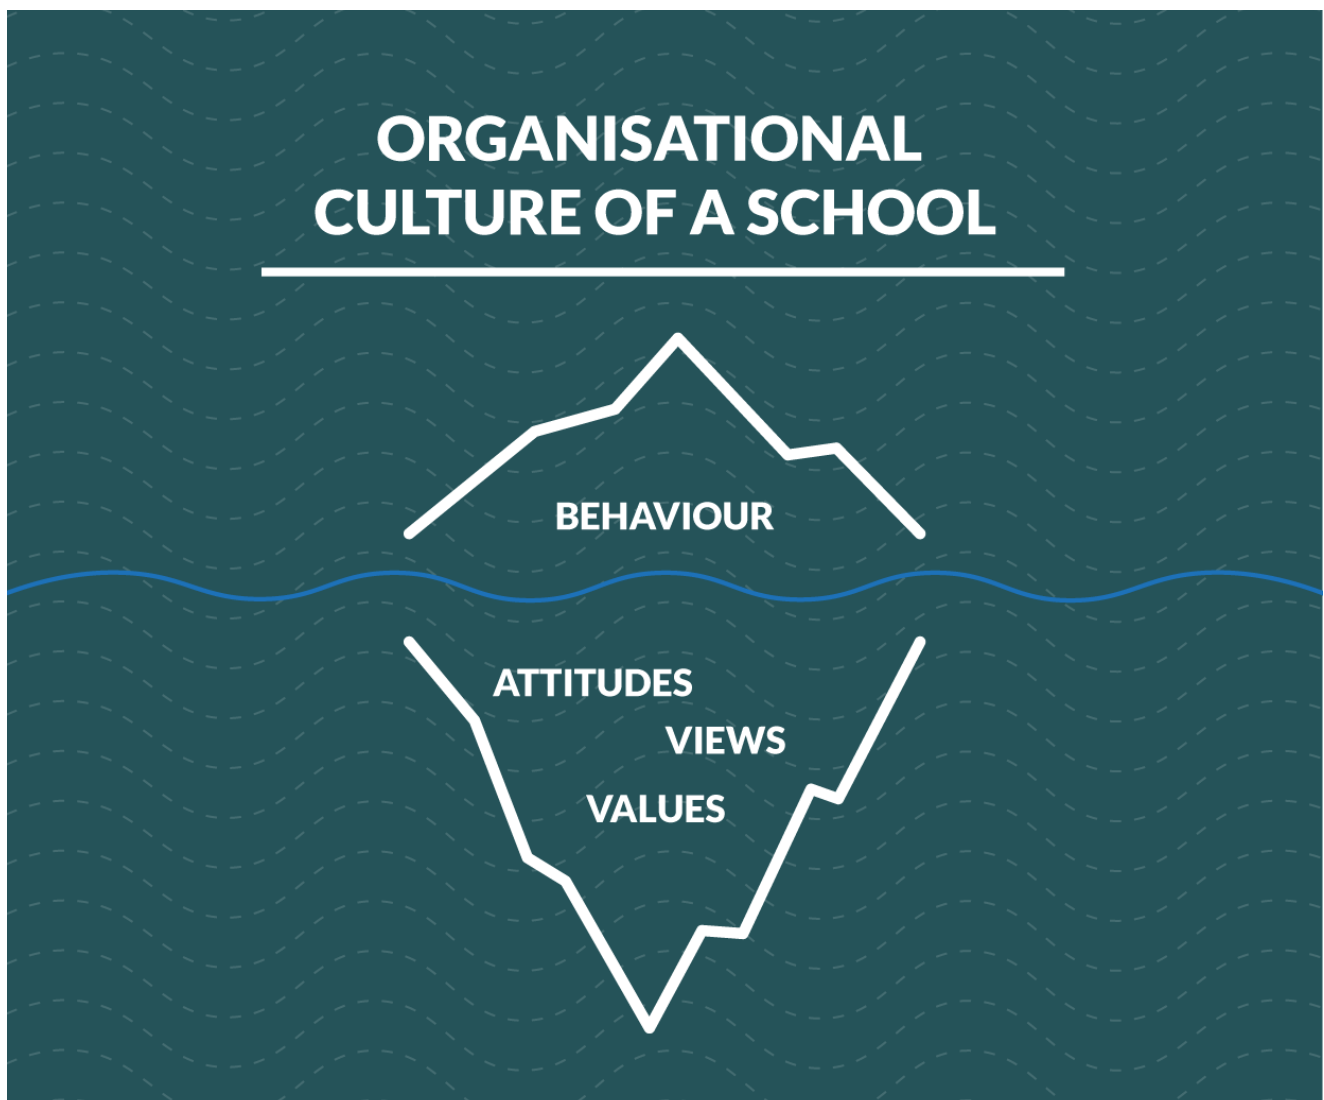 ORGANISATIONAL
CULTURE OF A SCHOOL
BEHAVIOUR
ATTITUDES
VIEWS
VALUES